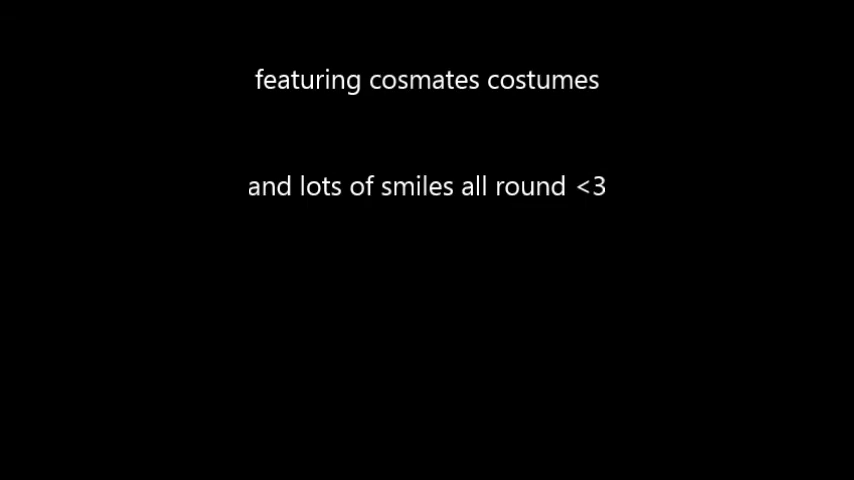 featuring cosmates costumes
and lots of smiles all round <3